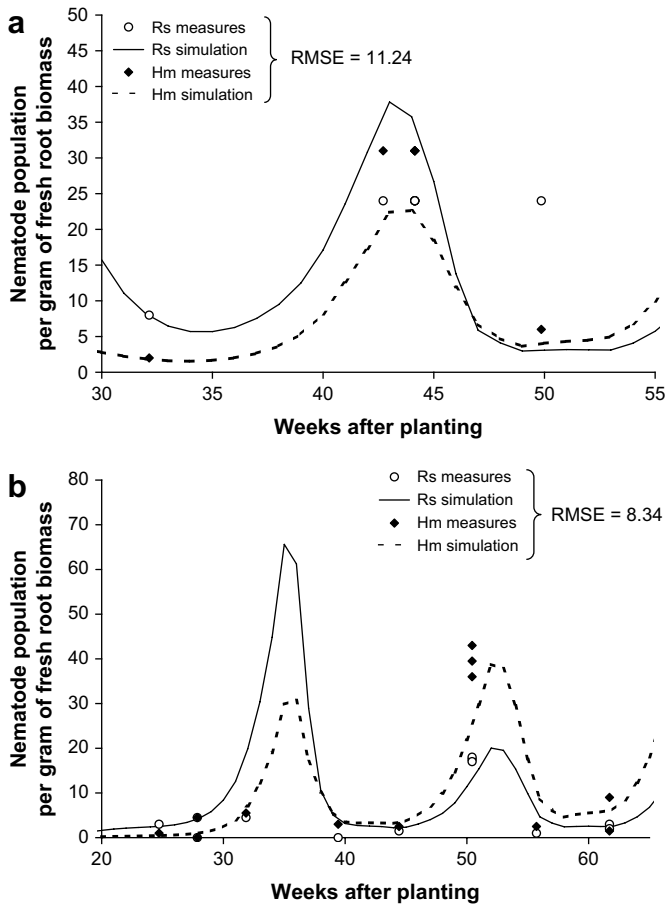 a
Nematode population
per gram of fresh root biomass
50
45
40
35
30
25
20
15
10
5
0
Rs measures
Rs simulation
Hm measures
Hm simulation
RMSE = 11.24
30 35 40 45 50 55
Weeks after planting
b
Nematode population
per gram of fresh root biomass
80
70
60
50
40
30
20
10
0
Rs measures
Rs simulation
Hm measures
Hm simulation
RMSE = 8.34
20 30 40 50 60
Weeks after planting